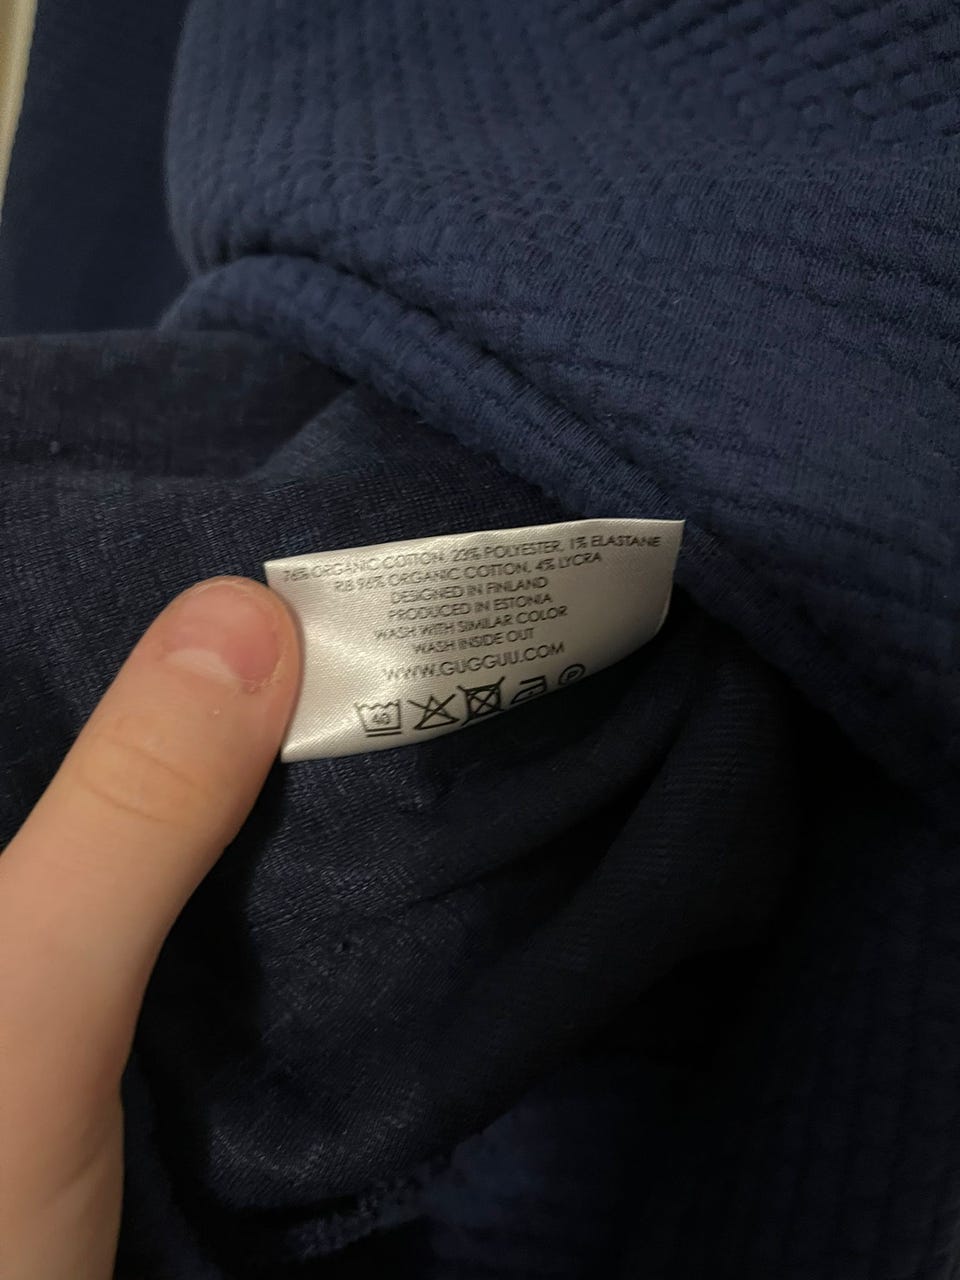 76% ORGANIC COTTON, 23% POLYESTER, 1% ELASTANE
RIB 96% ORGANIC COTTON, 4% LYCRA
DESIGNED IN FINLAND
PRODUCED IN ESTONIA
WASH WITH SIMILAR COLOR
WASH INSIDE OUT
WWW.GUGGUU.COM
40 P